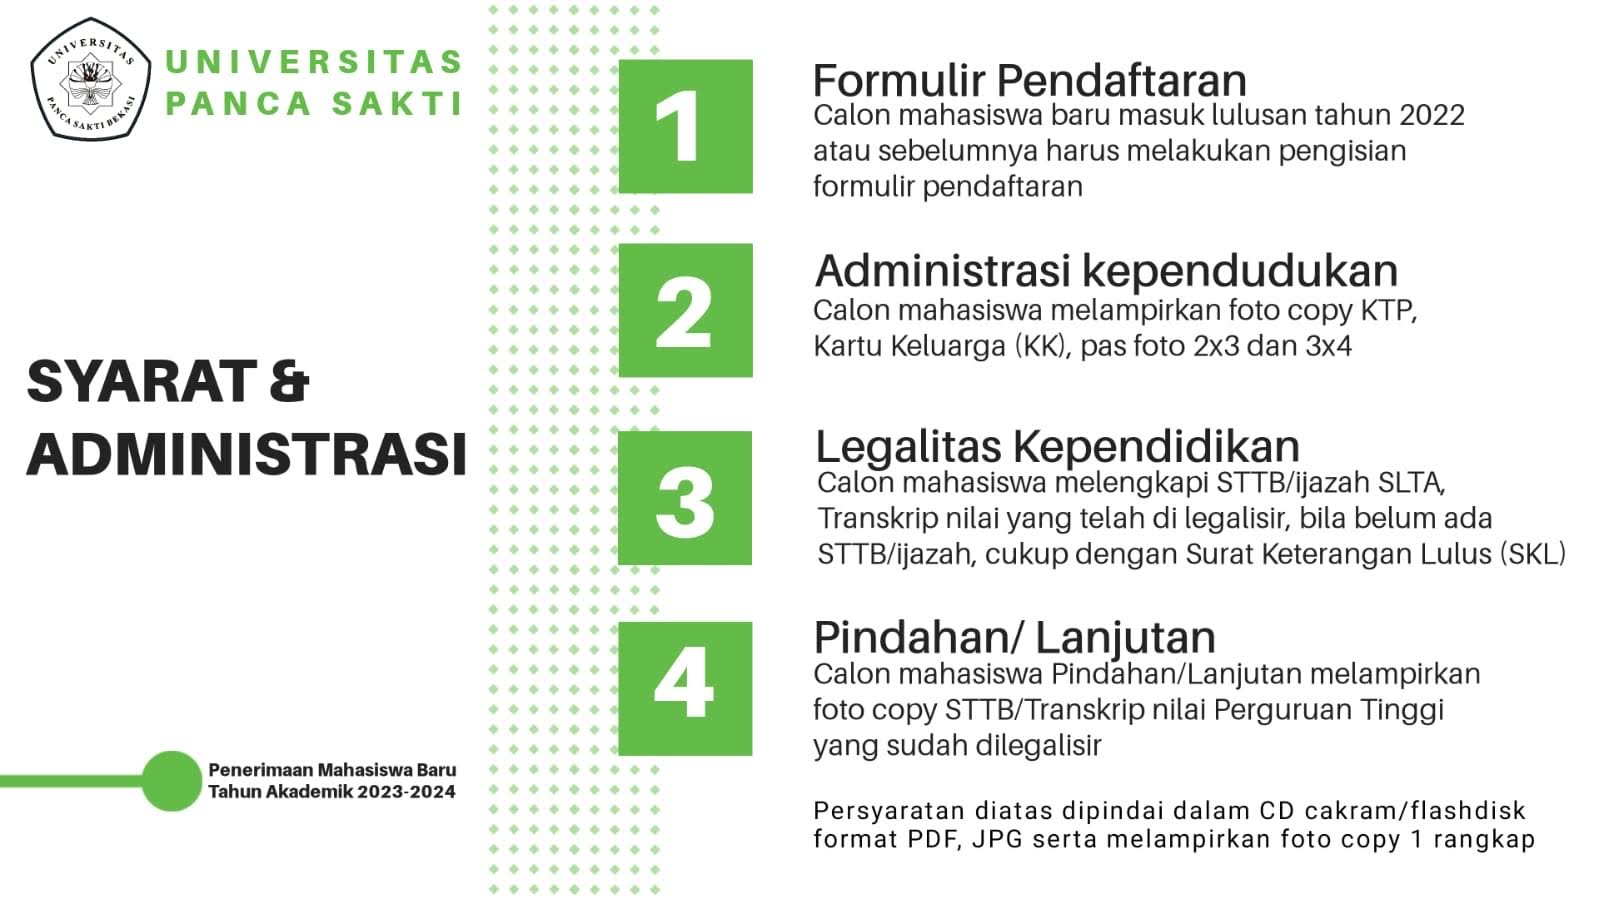 UNIVERSITAS
PANCA SAKTI BEKASI
UNIVERSITAS
PANCA SAKTI
SYARAT &
ADMINISTRASI
Penerimaan Mahasiswa Baru
Tahun Akademik 2023-2024
1
Formulir Pendaftaran
Calon mahasiswa baru masuk lulusan tahun 2022
atau sebelumnya harus melakukan pengisian
formulir pendaftaran
2
Administrasi kependudukan
Calon mahasiswa melampirkan foto copy KTP,
Kartu Keluarga (KK), pas foto 2x3 dan 3x4
3
Legalitas Kependidikan
Calon mahasiswa melengkapi STTB/ijazah SLTA,
Transkrip nilai yang telah di legalisir, bila belum ada
STTB/ijazah, cukup dengan Surat Keterangan Lulus (SKL)
4
Pindahan/ Lanjutan
Calon mahasiswa Pindahan/Lanjutan melampirkan
foto copy STTB/Transkrip nilai Perguruan Tinggi
yang sudah dilegalisir
Persyaratan diatas dipindai dalam CD cakram/flashdisk
format PDF, JPG serta melampirkan foto copy 1 rangkap